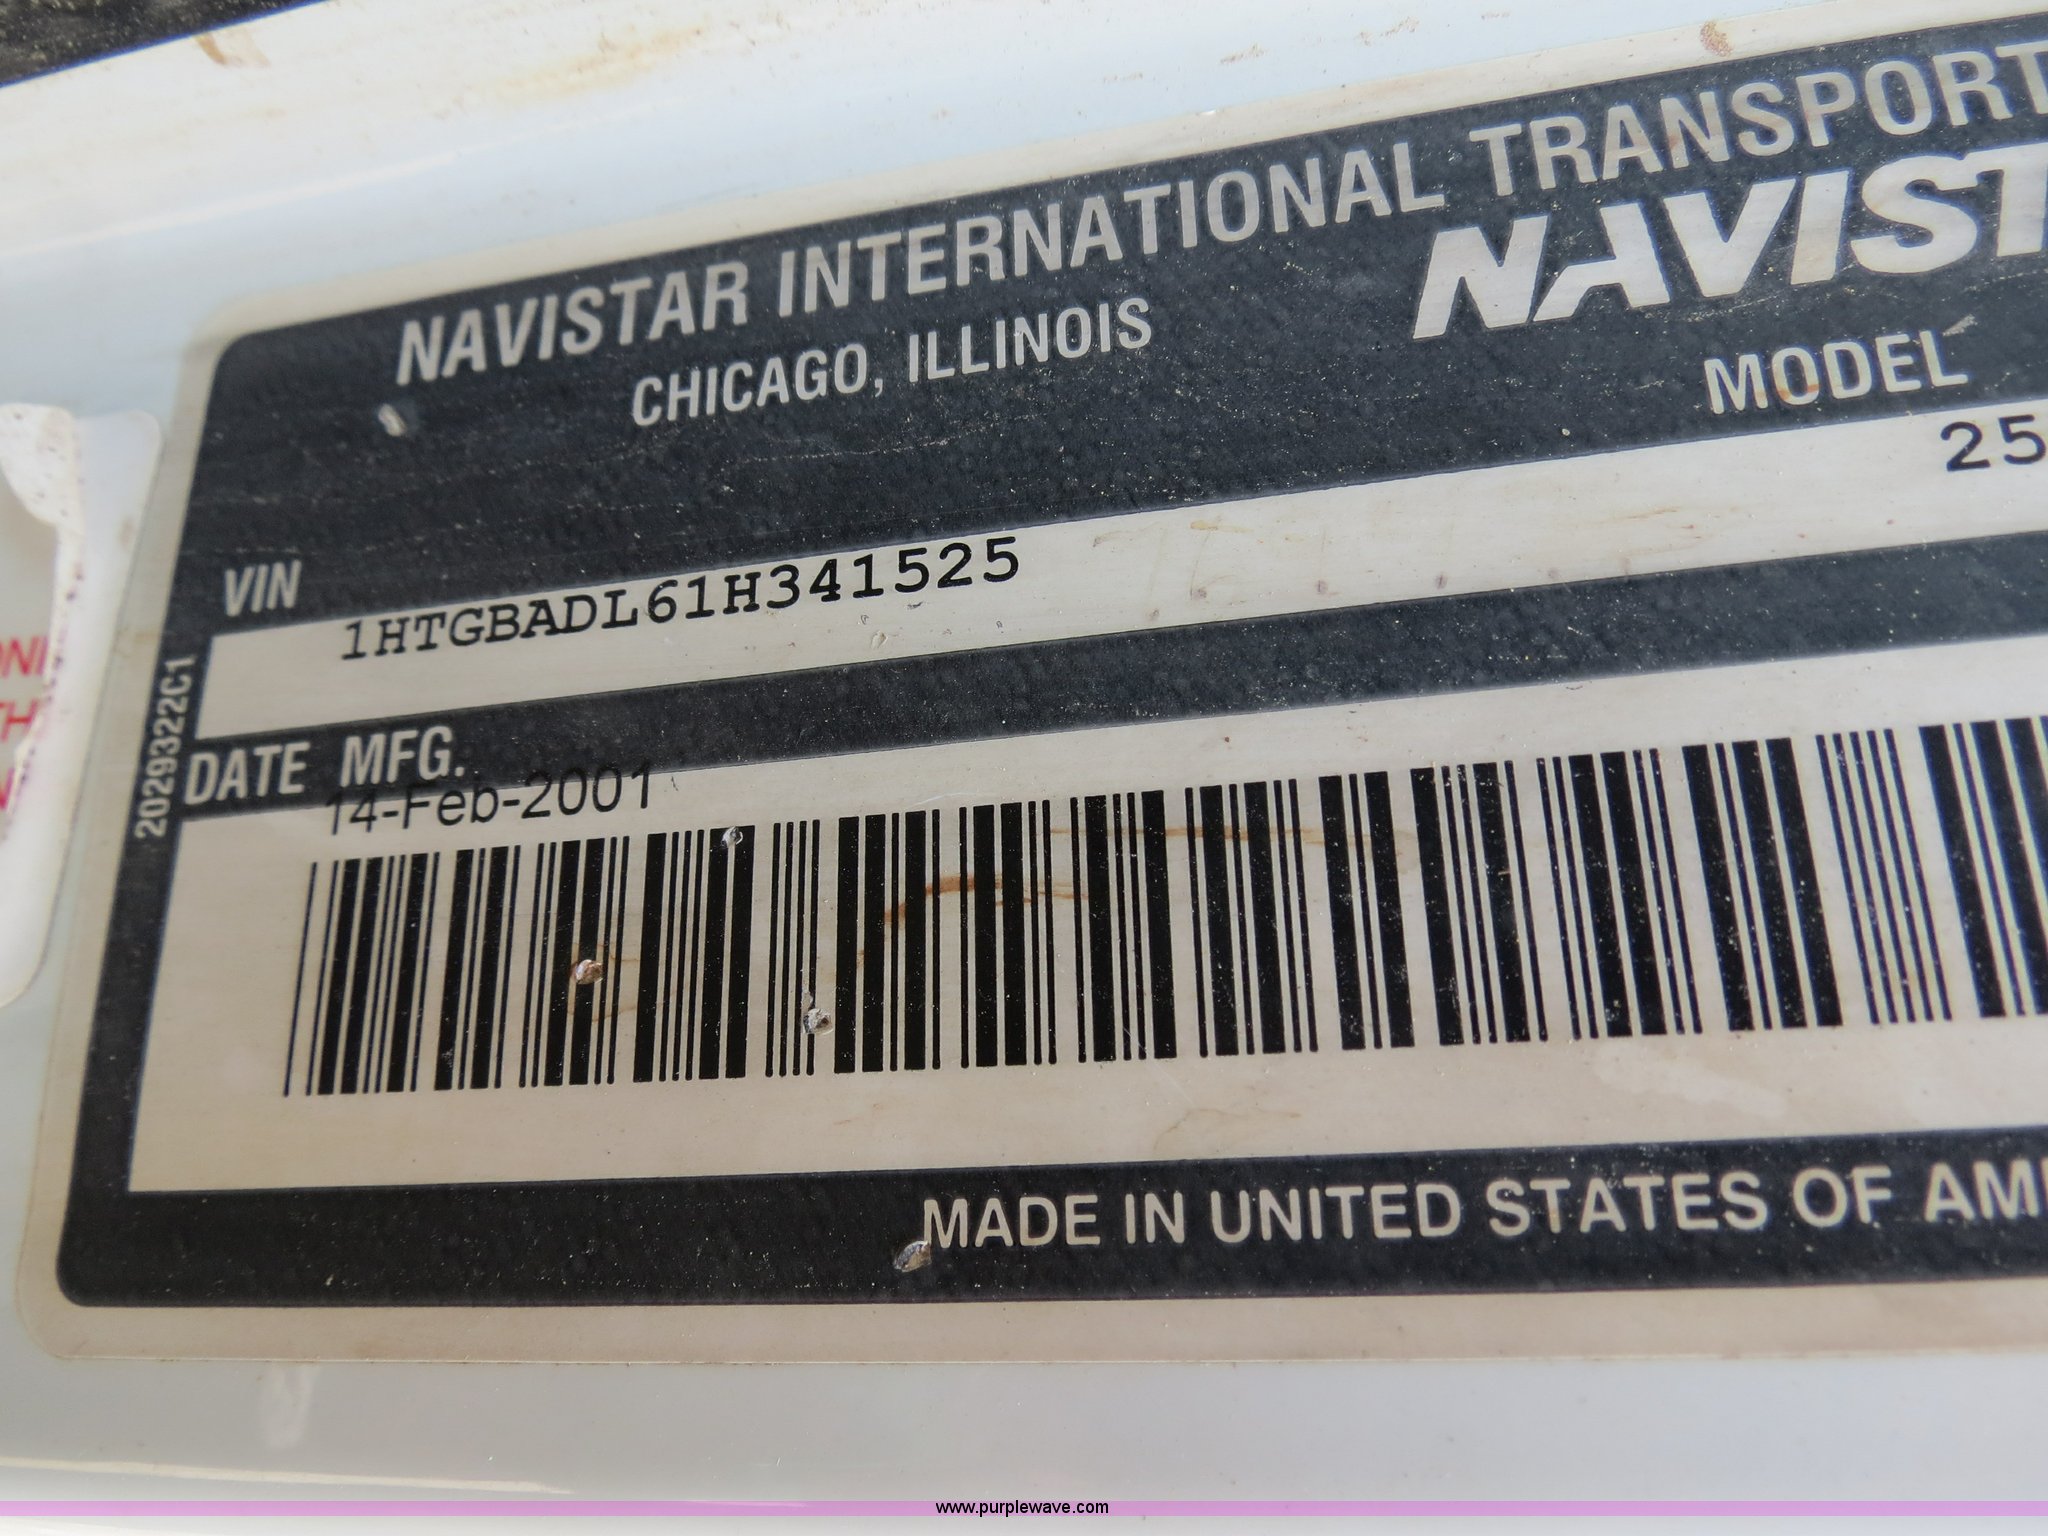 NAVISTAR INTERNATIONAL TRANSPORT
CHICAGO, ILLINOIS
NAVIST
MODEL
25
VIN
1HTGBADL61H341525
2029322C1
DATE MFG.
14-Feb-2001
MADE IN UNITED STATES OF AM
www.purplewave.com